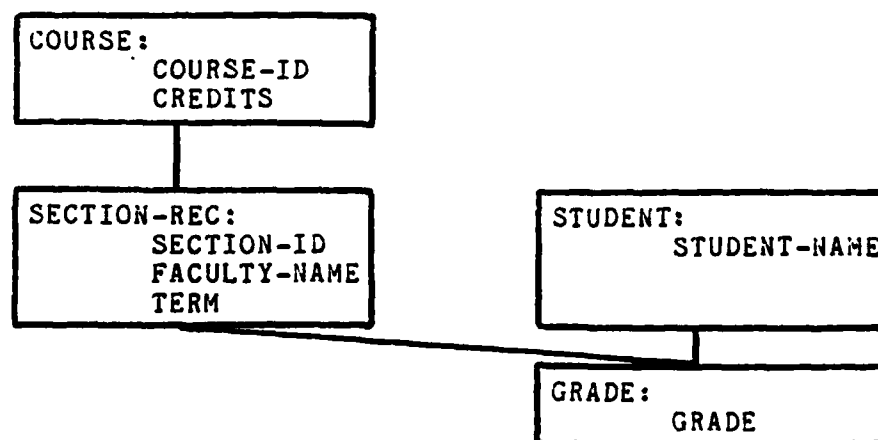 COURSE:
COURSE-ID
CREDITS
SECTION-REC:
SECTION-ID
FACULTY-NAME
TERM
STUDENT:
STUDENT-NAME
GRADE:
GRADE